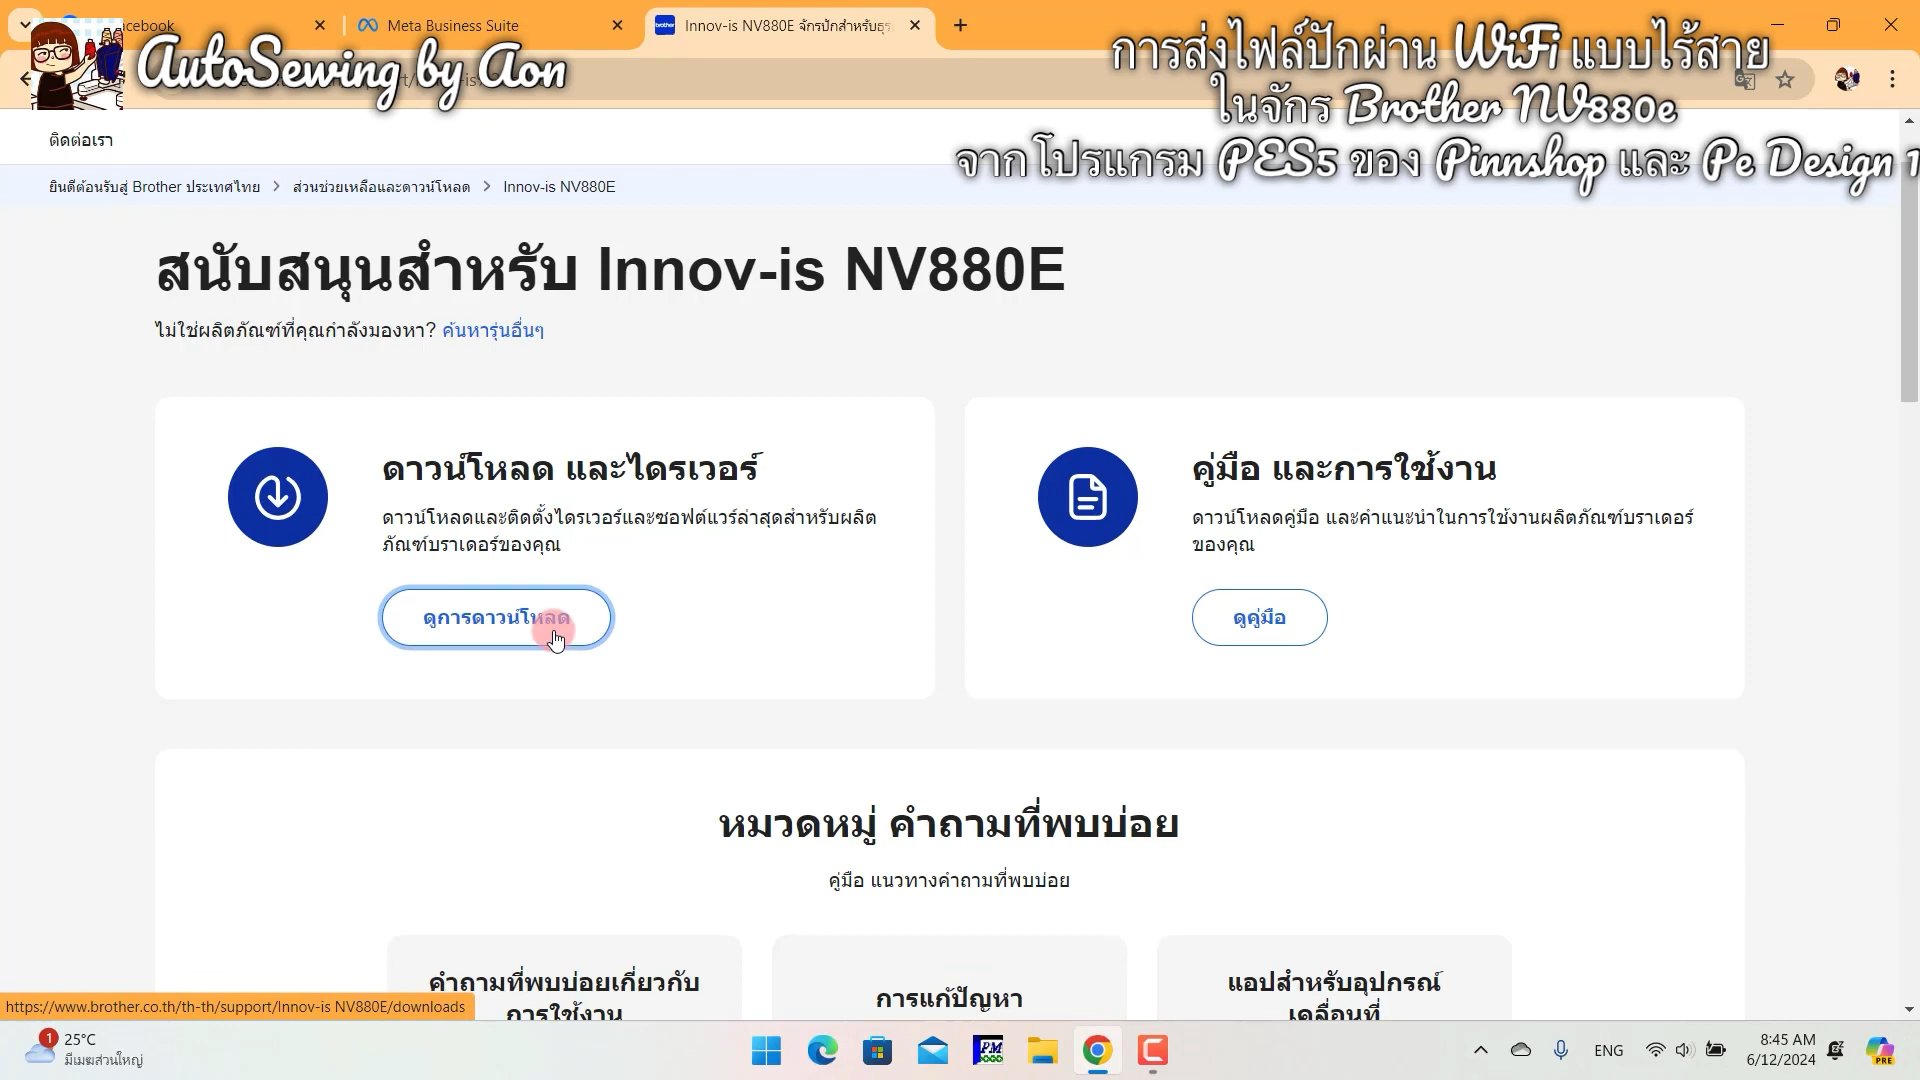 Meta Business Suite
Innov-is NV880E จักรปักสำหรับธุร
AutoSewing by Aon
การส่งไฟล์ปักผ่าน WiFi แบบไร้สาย
ในจักร Brother NV880e
จากโปรแกรม PES5 ของ Pinnshop และ Pe Design 1
ติดต่อเรา
ยินดีต้อนรับสู่ Brother ประเทศไทย > ส่วนช่วยเหลือและดาวน์โหลด > Innov-is NV880E
สนับสนุนสำหรับ Innov-is NV880E
ไม่ใช่ผลิตภัณฑ์ที่คุณกำลังมองหา? ค้นหารุ่นอื่นๆ
ดาวน์โหลด และไดรเวอร์
ดาวน์โหลดและติดตั้งไดรเวอร์และซอฟต์แวร์ล่าสุดสำหรับผลิต
ภัณฑ์บราเดอร์ของคุณ
ดูการดาวน์โหลด
คู่มือ และการใช้งาน
ดาวน์โหลดคู่มือ และคำแนะนำในการใช้งานผลิตภัณฑ์บราเดอร์
ของคุณ
ดูคู่มือ
หมวดหมู่ คำถามที่พบบ่อย
คู่มือ แนวทางคำถามที่พบบ่อย
คำถามที่พบบ่อยเกี่ยวกับ
การใช้งาน
การแก้ปัญหา
แอปสำหรับอุปกรณ์
เคลื่อนที่
https://www.brother.co.th/th-th/support/Innov-is NV880E/downloads
1
25°C
มีเมฆส่วนใหญ่
PM
ENG
8:45 AM
6/12/2024
PRE